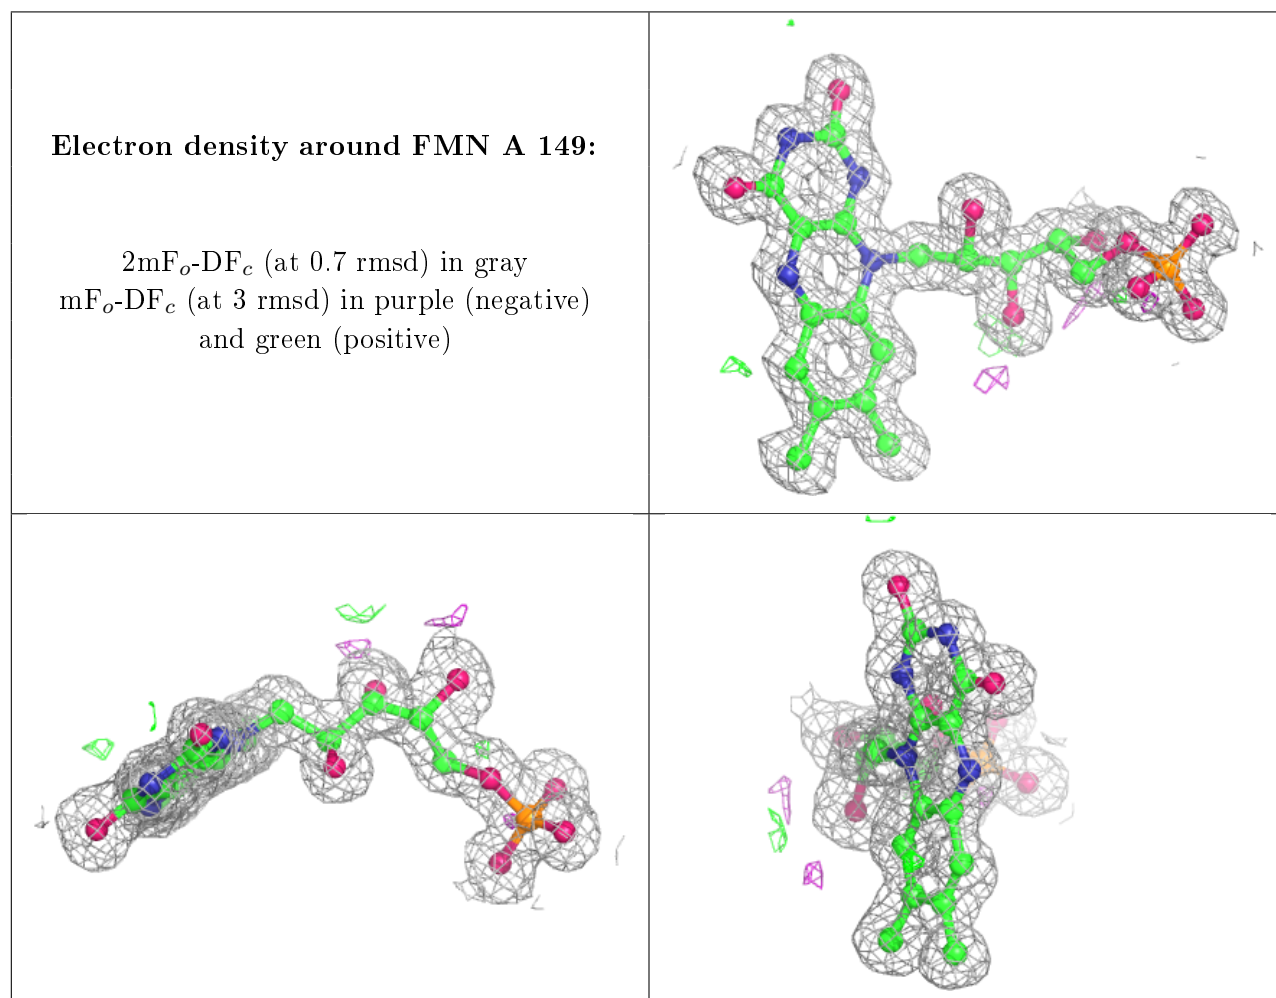 Electron density around FMN A 149:
2mFₒ-DF𝒸 (at 0.7 rmsd) in gray
mFₒ-DF𝒸 (at 3 rmsd) in purple (negative)
and green (positive)